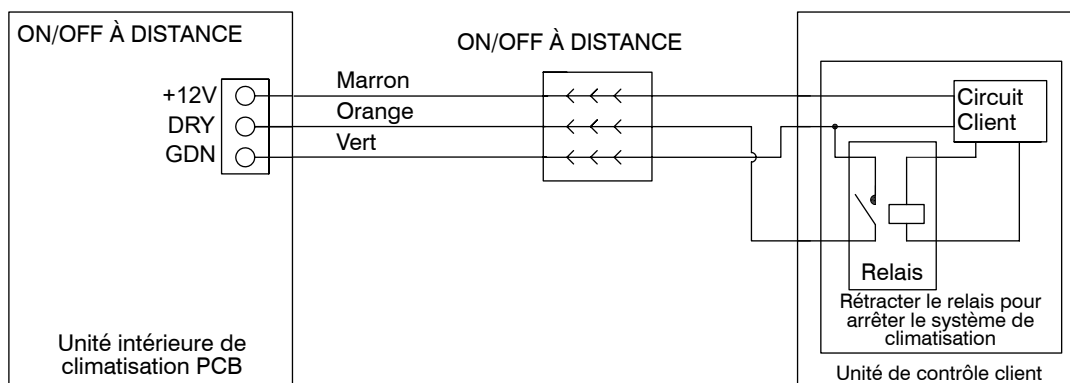 ON/OFF À DISTANCE
ON/OFF À DISTANCE
Marron
+12V
Orange
DRY
Vert
GDN
Circuit
Client
Relais
Rétracter le relais pour
arrêter le système de
climatisation
Unité intérieure de
climatisation PCB
Unité de contrôle client